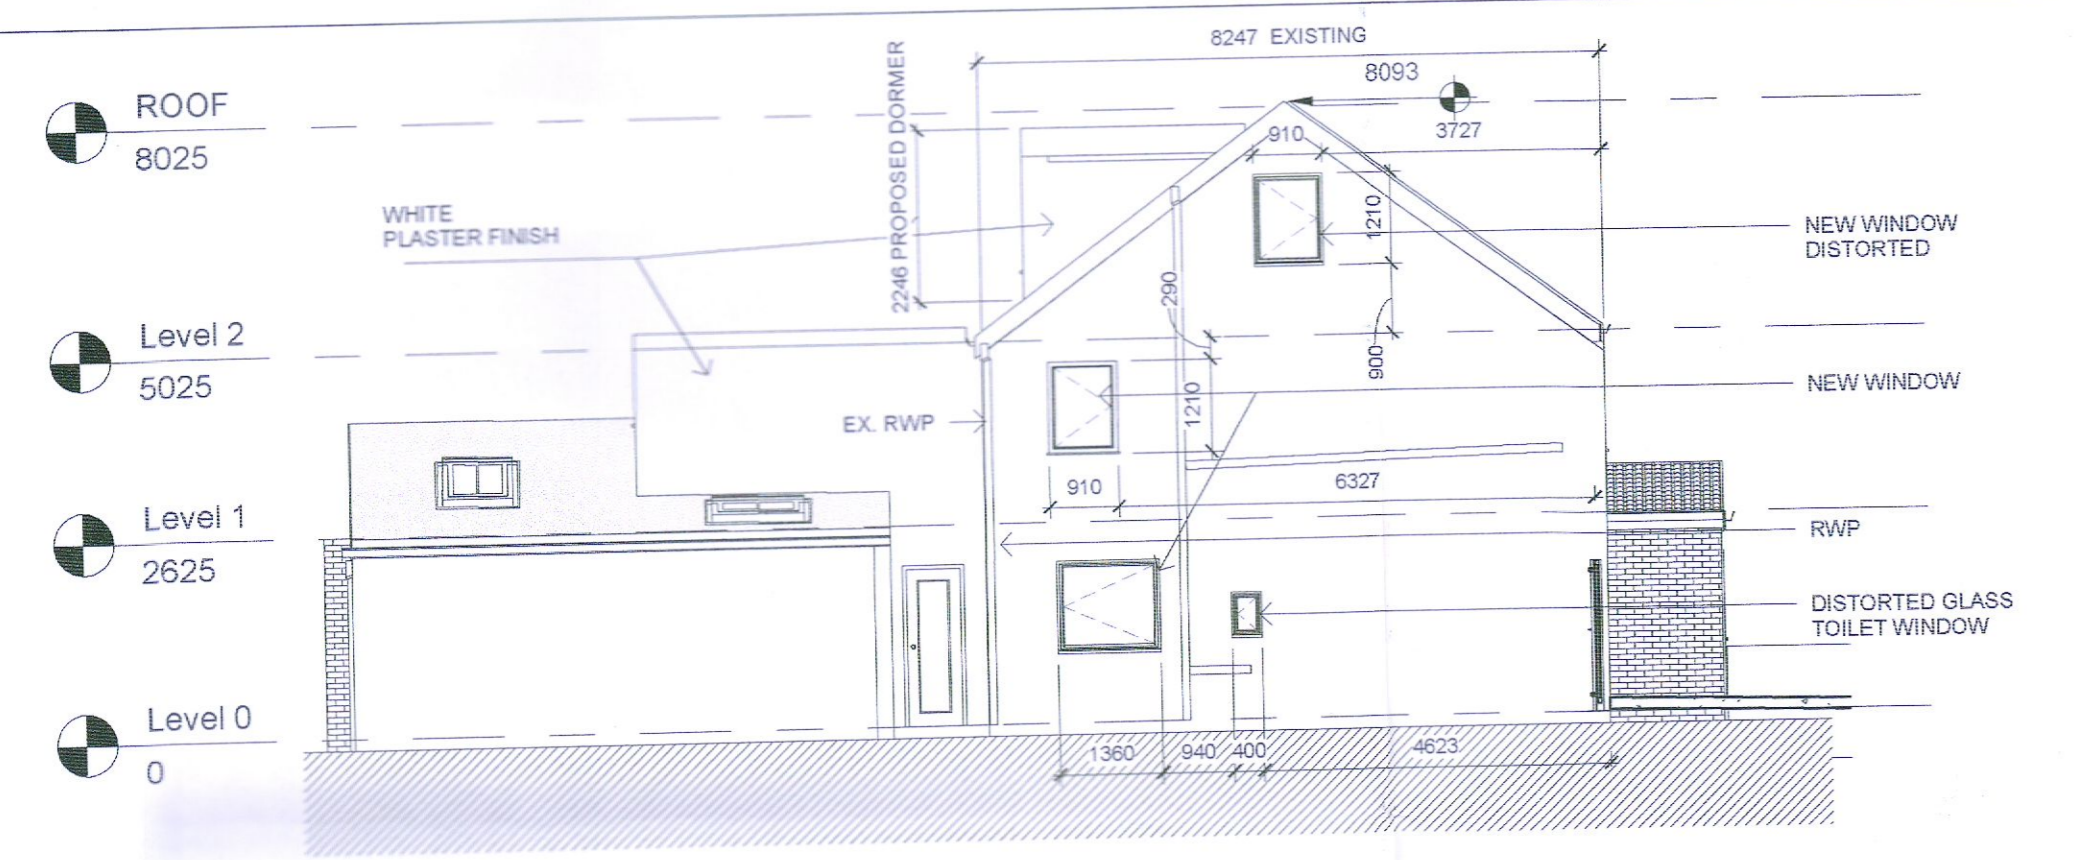 8247 EXISTING
8093
3727
ROOF
8025
2246 PROPOSED DORMER
910
WHITE
PLASTER FINISH
1210
NEW WINDOW
DISTORTED
290
Level 2
5025
900
1210
NEW WINDOW
EX. RWP
910
6327
Level 1
2625
RWP
DISTORTED GLASS
TOILET WINDOW
Level 0
0
1360
940
400
4623